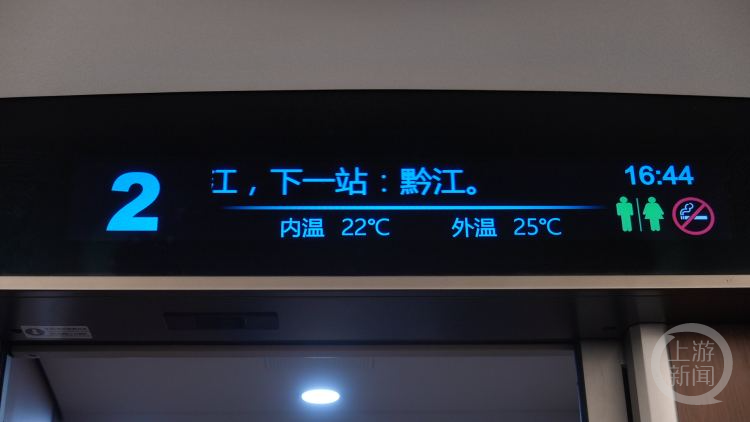 2
江，下一站：黔江。
16:44
内温 22℃ 外温 25℃
上游新闻